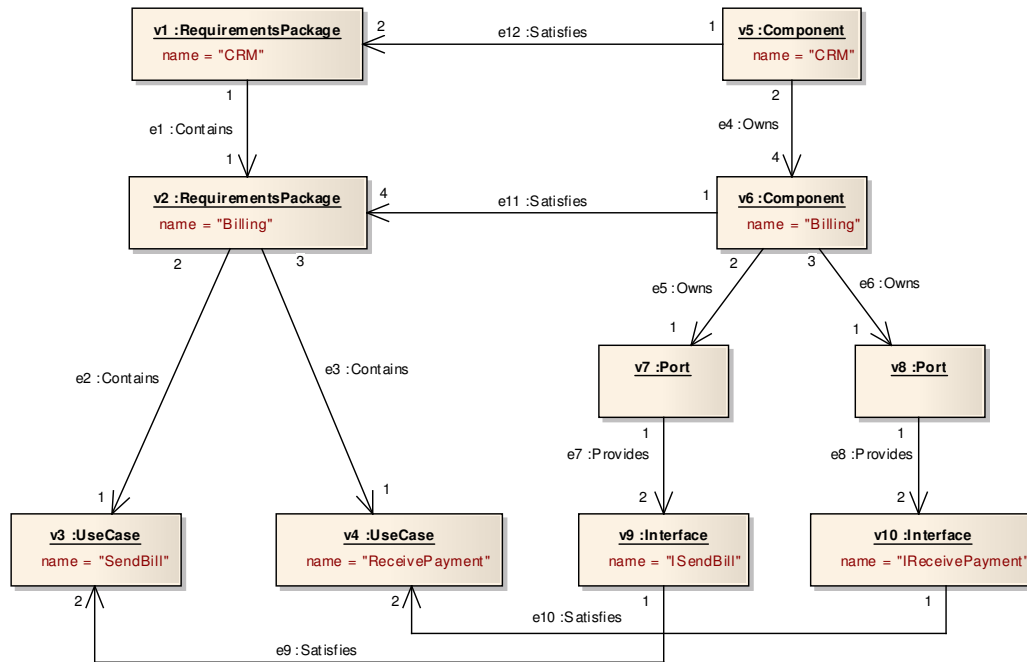 v1 :RequirementsPackage
name = "CRM"
2
e12 :Satisfies
1
v5 :Component
name = "CRM"
1
e1 :Contains
1
2
e4 :Owns
4
v2 :RequirementsPackage
name = "Billing"
4
e11 :Satisfies
1
v6 :Component
name = "Billing"
2
3
2
3
e5 :Owns
e6 :Owns
1
1
e2 :Contains
e3 :Contains
v7 :Port
v8 :Port
1
1
e7 :Provides
e8 :Provides
1
1
2
2
v3 :UseCase
name = "SendBill"
v4 :UseCase
name = "ReceivePayment"
v9 :Interface
name = "ISendBill"
v10 :Interface
name = "IReceivePayment"
2
2
1
1
e10 :Satisfies
e9 :Satisfies